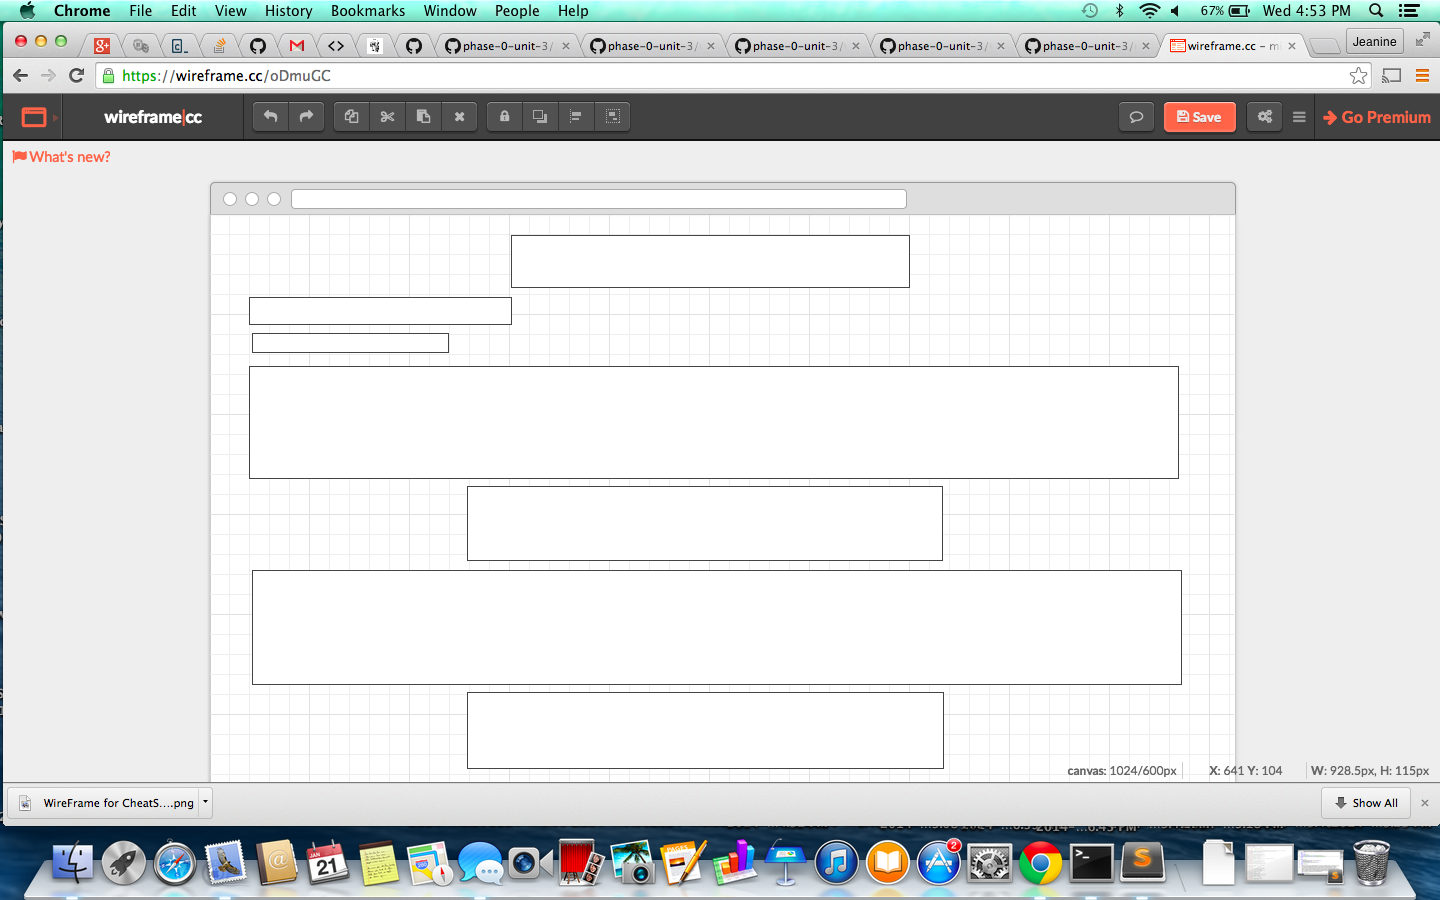 Chrome File Edit View History Bookmarks Window People Help 67% Wed 4:53 PM
phase-0-unit-3/ phase-0-unit-3/ phase-0-unit-3/ phase-0-unit-3/ phase-0-unit-3/ wireframe.cc – m Jeanine
https://wireframe.cc/oDmuGC
wireframe|cc Save Go Premium
What's new?
canvas: 1024/600px X: 641 Y: 104 W: 928.5px, H: 115px
WireFrame for CheatS....png Show All
JAN
21
PAGES
2